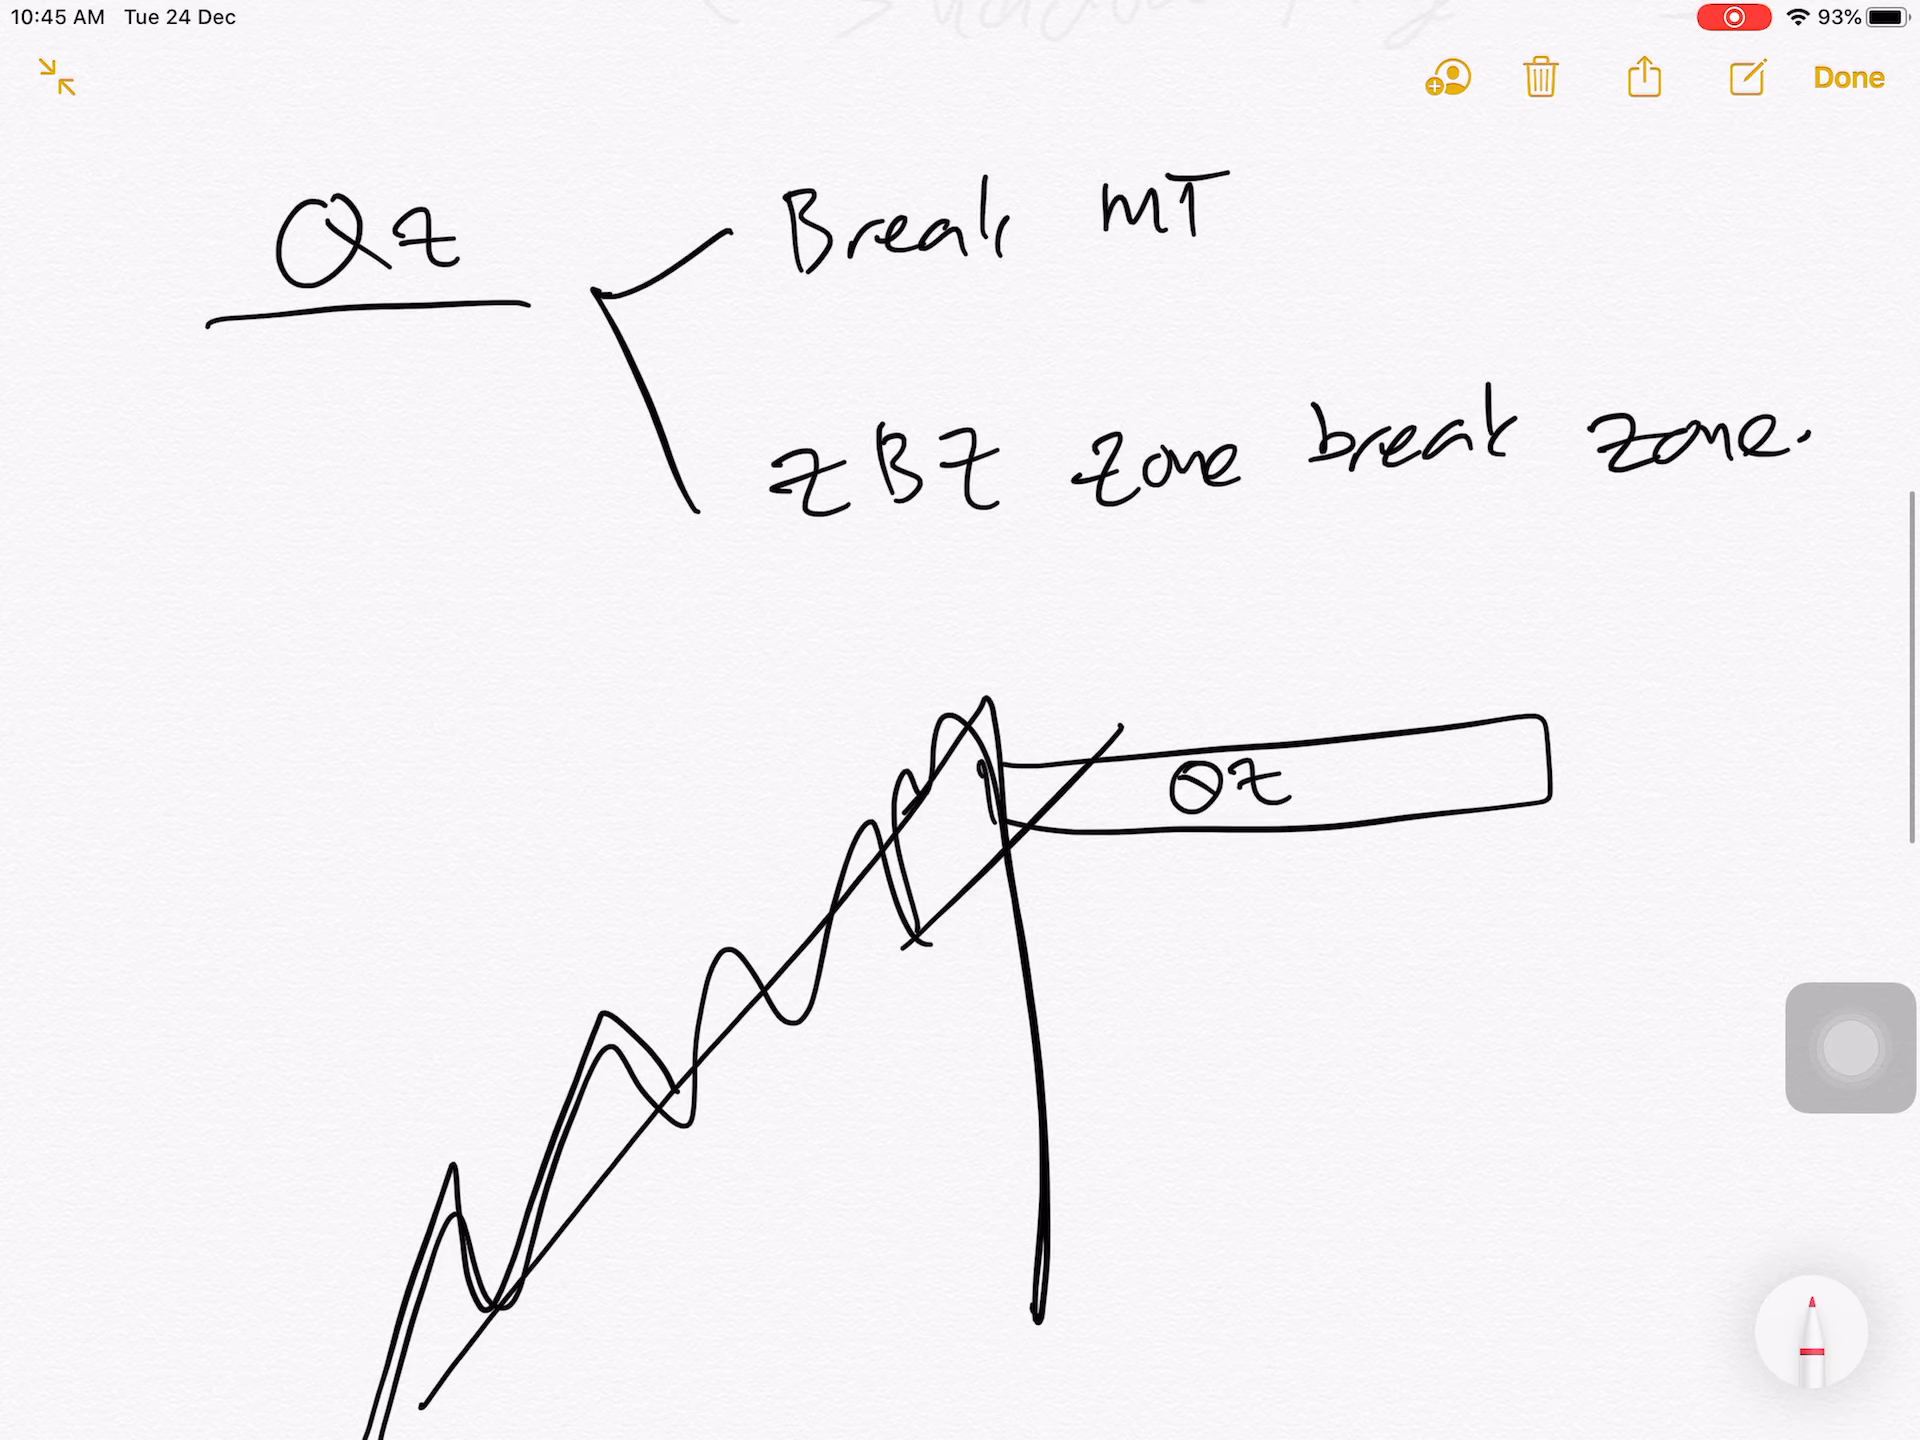 10:45 AM Tue 24 Dec 93%
Done
QZ
Break MT
ZBZ zone break zone.
QZ